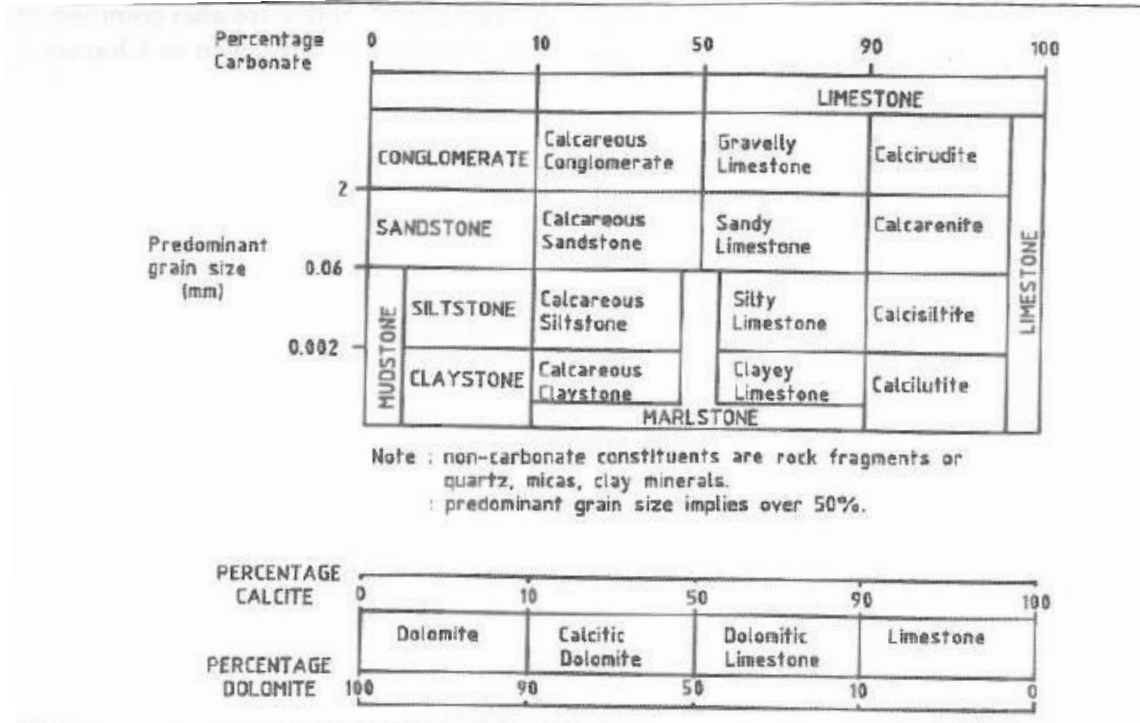 Percentage 0 10 50 90 100
Carbonate
LIMESTONE
CONGLOMERATE
Calcareous
Conglomerate
Gravelly
Limestone
Calcirudite
2
SANDSTONE
Calcareous
Sandstone
Sandy
Limestone
Calcarenite
Predominant
grain size
(mm)
0.06
MUDSTONE
SILTSTONE
Calcareous
Siltstone
Silty
Limestone
Calcisiltite
LIMESTONE
0.002
CLAYSTONE
Calcareous
Claystone
Clayey
Limestone
Calcilutite
MARLSTONE
Note : non-carbonate constituents are rock fragments or
quartz, micas, clay minerals.
: predominant grain size implies over 50%.
PERCENTAGE
CALCITE
0 10 50 90 100
Dolomite
Calcitic
Dolomite
Dolomitic
Limestone
Limestone
PERCENTAGE
DOLOMITE
100 90 50 10 0